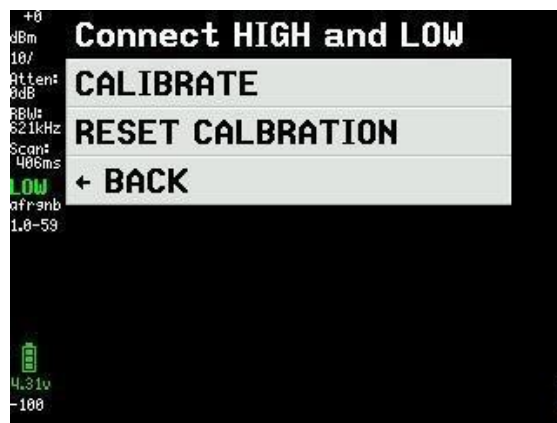 +0
dBm
10/
Atten:
0dB
RBW:
621kHz
Scan:
406ms
LOW
afrgnb
1.0-59
4.31v
-100
Connect HIGH and LOW
CALIBRATE
RESET CALBRATION
← BACK